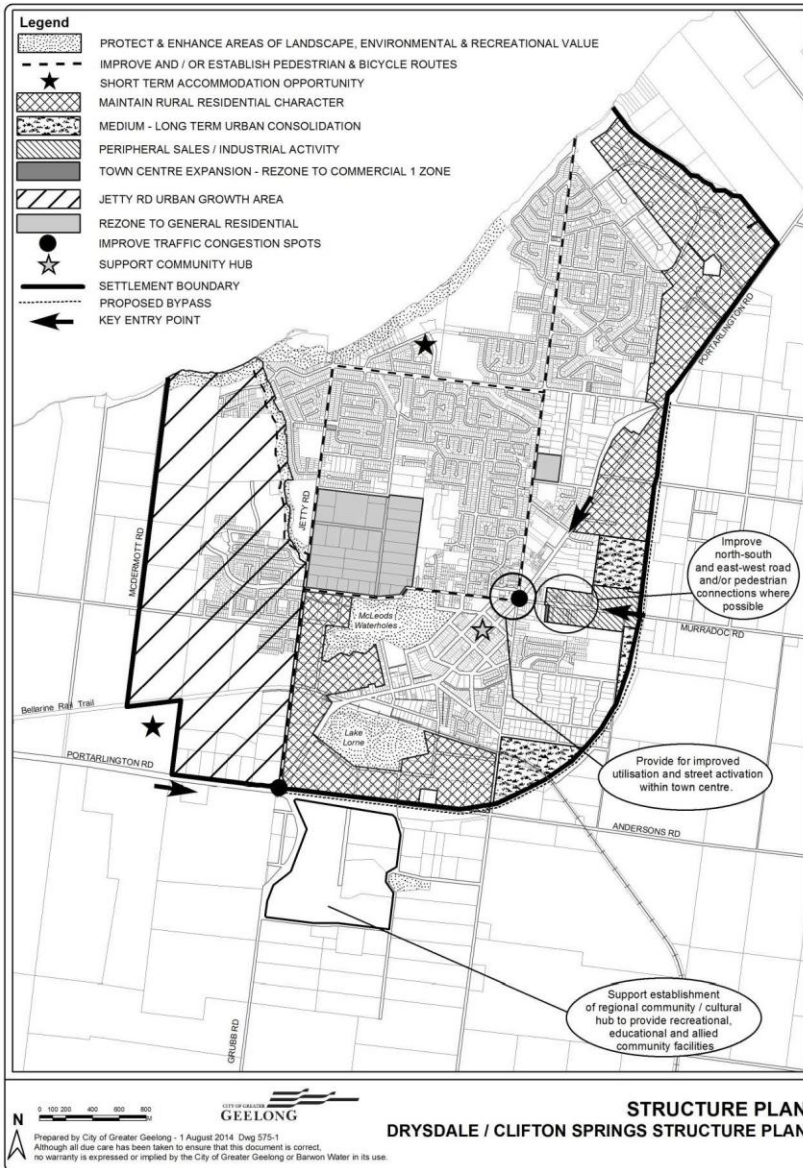 Legend
PROTECT & ENHANCE AREAS OF LANDSCAPE, ENVIRONMENTAL & RECREATIONAL VALUE
IMPROVE AND / OR ESTABLISH PEDESTRIAN & BICYCLE ROUTES
SHORT TERM ACCOMMODATION OPPORTUNITY
MAINTAIN RURAL RESIDENTIAL CHARACTER
MEDIUM - LONG TERM URBAN CONSOLIDATION
PERIPHERAL SALES / INDUSTRIAL ACTIVITY
TOWN CENTRE EXPANSION - REZONE TO COMMERCIAL 1 ZONE
JETTY RD URBAN GROWTH AREA
REZONE TO GENERAL RESIDENTIAL
IMPROVE TRAFFIC CONGESTION SPOTS
SUPPORT COMMUNITY HUB
SETTLEMENT BOUNDARY
PROPOSED BYPASS
KEY ENTRY POINT
PORTARLINGTON RD
JETTY RD
MCDERMOTT RD
Improve
north-south
and east-west road
and/or pedestrian
connections where
possible
McLeods
Waterholes
MURRADOC RD
Bellarine Rail Trail
Lake
Lorne
PORTARLINGTON RD
Provide for improved
utilisation and street activation
within town centre.
ANDERSONS RD
Support establishment
of regional community / cultural
hub to provide recreational,
educational and allied
community facilities
GRUBB RD
N
0 100 200 400 600 800
M
CITY OF GREATER
GEELONG
STRUCTURE PLAN
DRYSDALE / CLIFTON SPRINGS STRUCTURE PLAN
Prepared by City of Greater Geelong - 1 August 2014 Dwg 575-1
Although all due care has been taken to ensure that this document is correct,
no warranty is expressed or implied by the City of Greater Geelong or Barwon Water in its use.